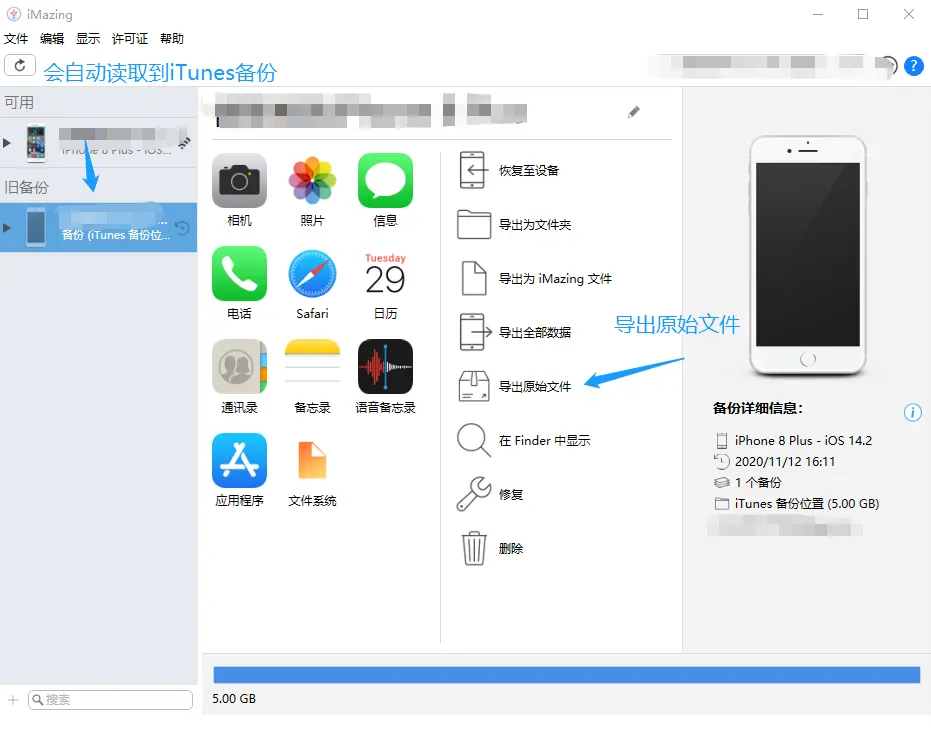 iMazing
文件 编辑 显示 许可证 帮助
会自动读取到iTunes备份
可用
旧备份
备份 (iTunes 备份位...
搜索
相机
照片
信息
电话
Safari
Tuesday
29
日历
通讯录
备忘录
语音备忘录
应用程序
文件系统
恢复至设备
导出为文件夹
导出为 iMazing 文件
导出全部数据
导出原始文件
在 Finder 中显示
修复
删除
导出原始文件
备份详细信息:
iPhone 8 Plus - iOS 14.2
2020/11/12 16:11
1 个备份
iTunes 备份位置 (5.00 GB)
5.00 GB